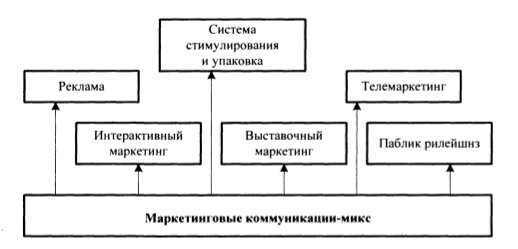 Система
стимулирования
и упаковка
Реклама
Телемаркетинг
Интерактивный
маркетинг
Выставочный
маркетинг
Паблик рилейшнз
Маркетинговые коммуникации-микс